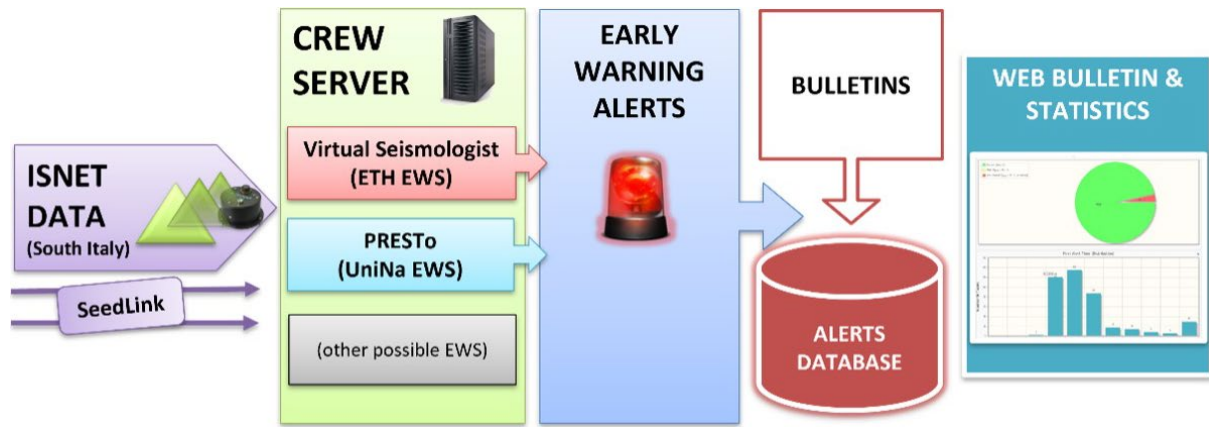 ISNET
DATA
(South Italy)
SeedLink
CREW
SERVER
Virtual Seismologist
(ETH EWS)
PRESTo
(UniNa EWS)
(other possible EWS)
EARLY
WARNING
ALERTS
BULLETINS
ALERTS
DATABASE
WEB BULLETIN &
STATISTICS